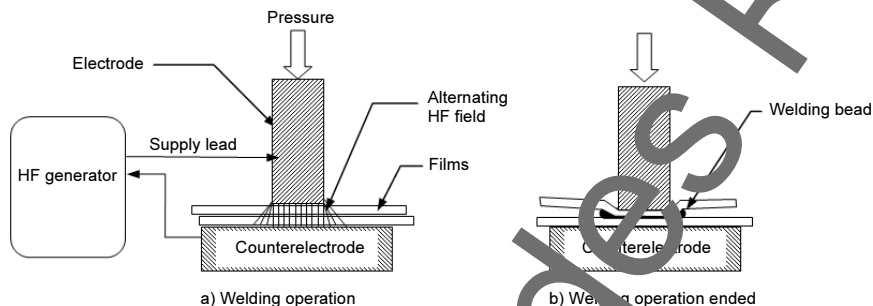 Pressure
Electrode
Alternating
HF field
Welding bead
Supply lead
Films
HF generator
Counterelectrode
a) Welding operation
b) operation ended